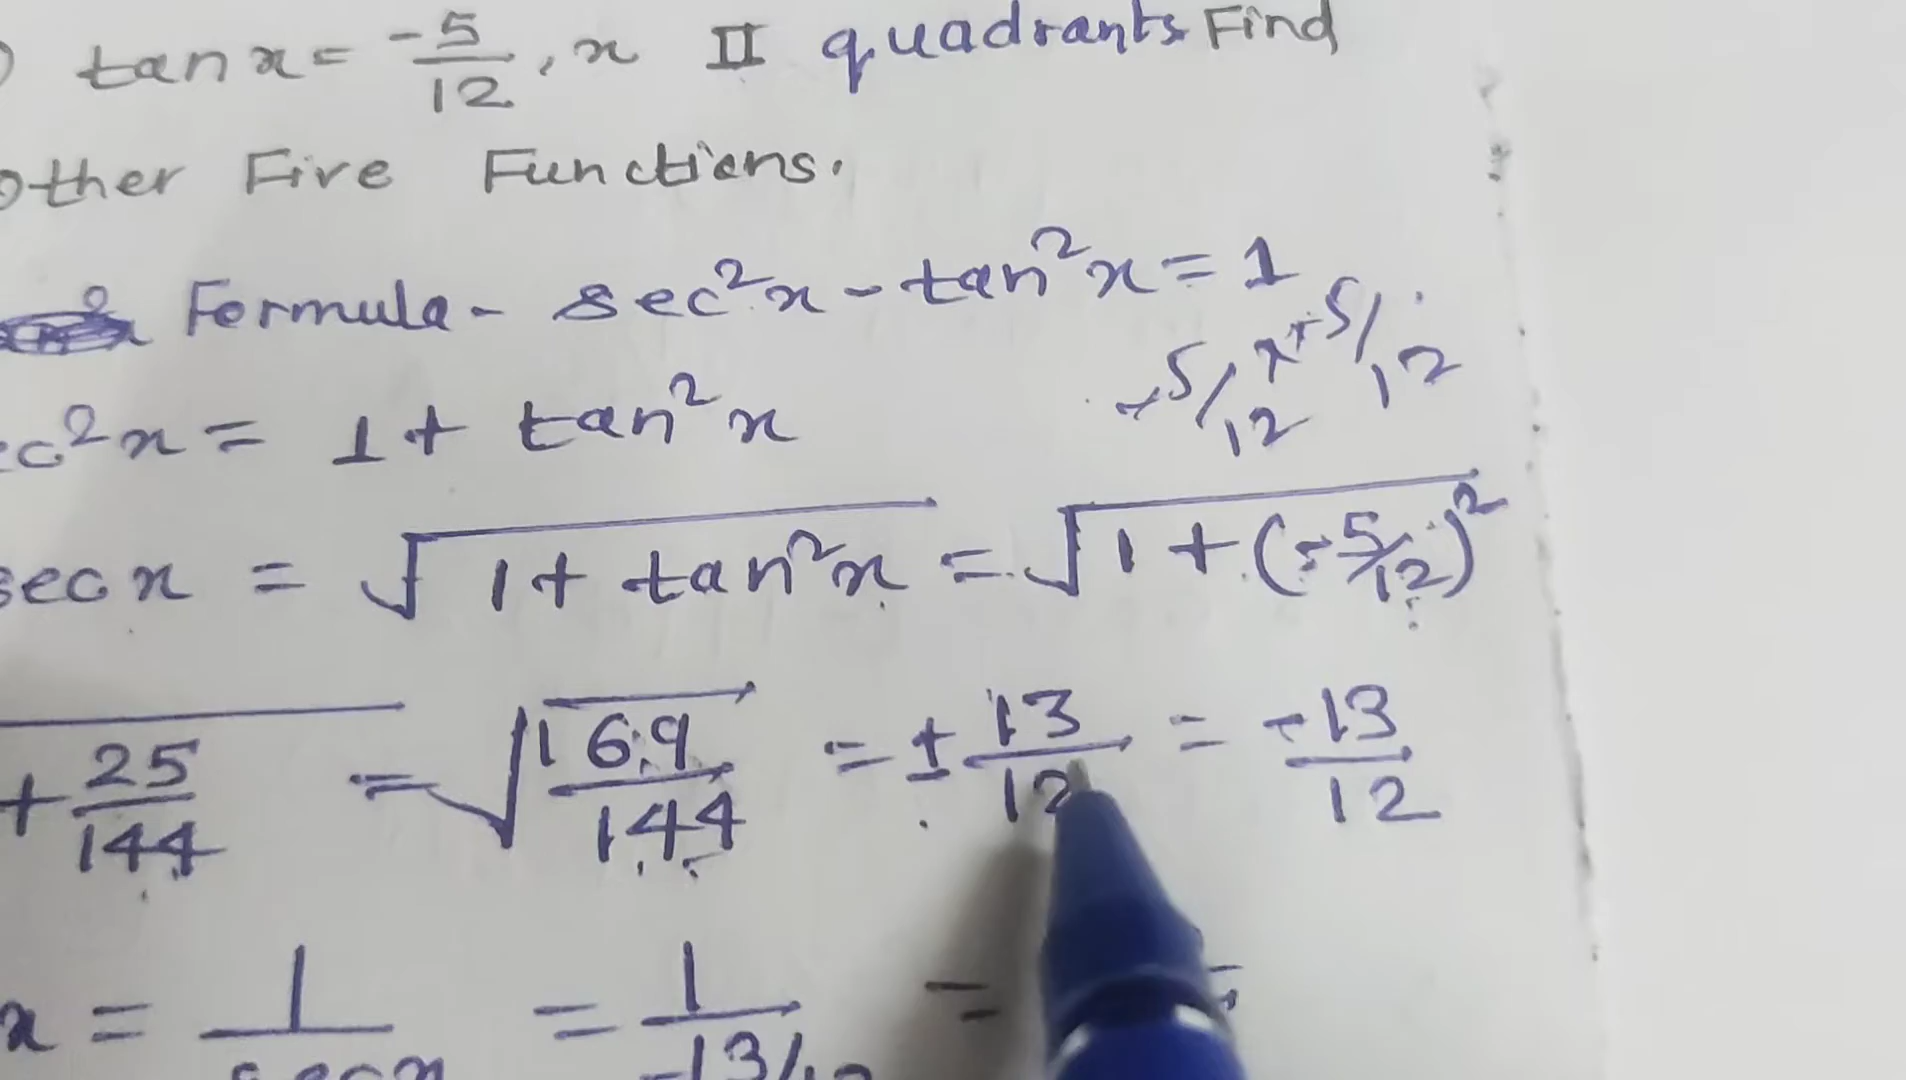 ) tan x = -5/12, x II quadrants Find
other Five Functions.
Formula - sec²x - tan²x = 1
-5/12 x -5/12
ec²x = 1 + tan²x
sec x = √1 + tan²x = √1 + (-5/12)²
+ 25/144 = √169/144 = ± 13/12 = -13/12
x = 1/sec x = 1/-13/12 = =